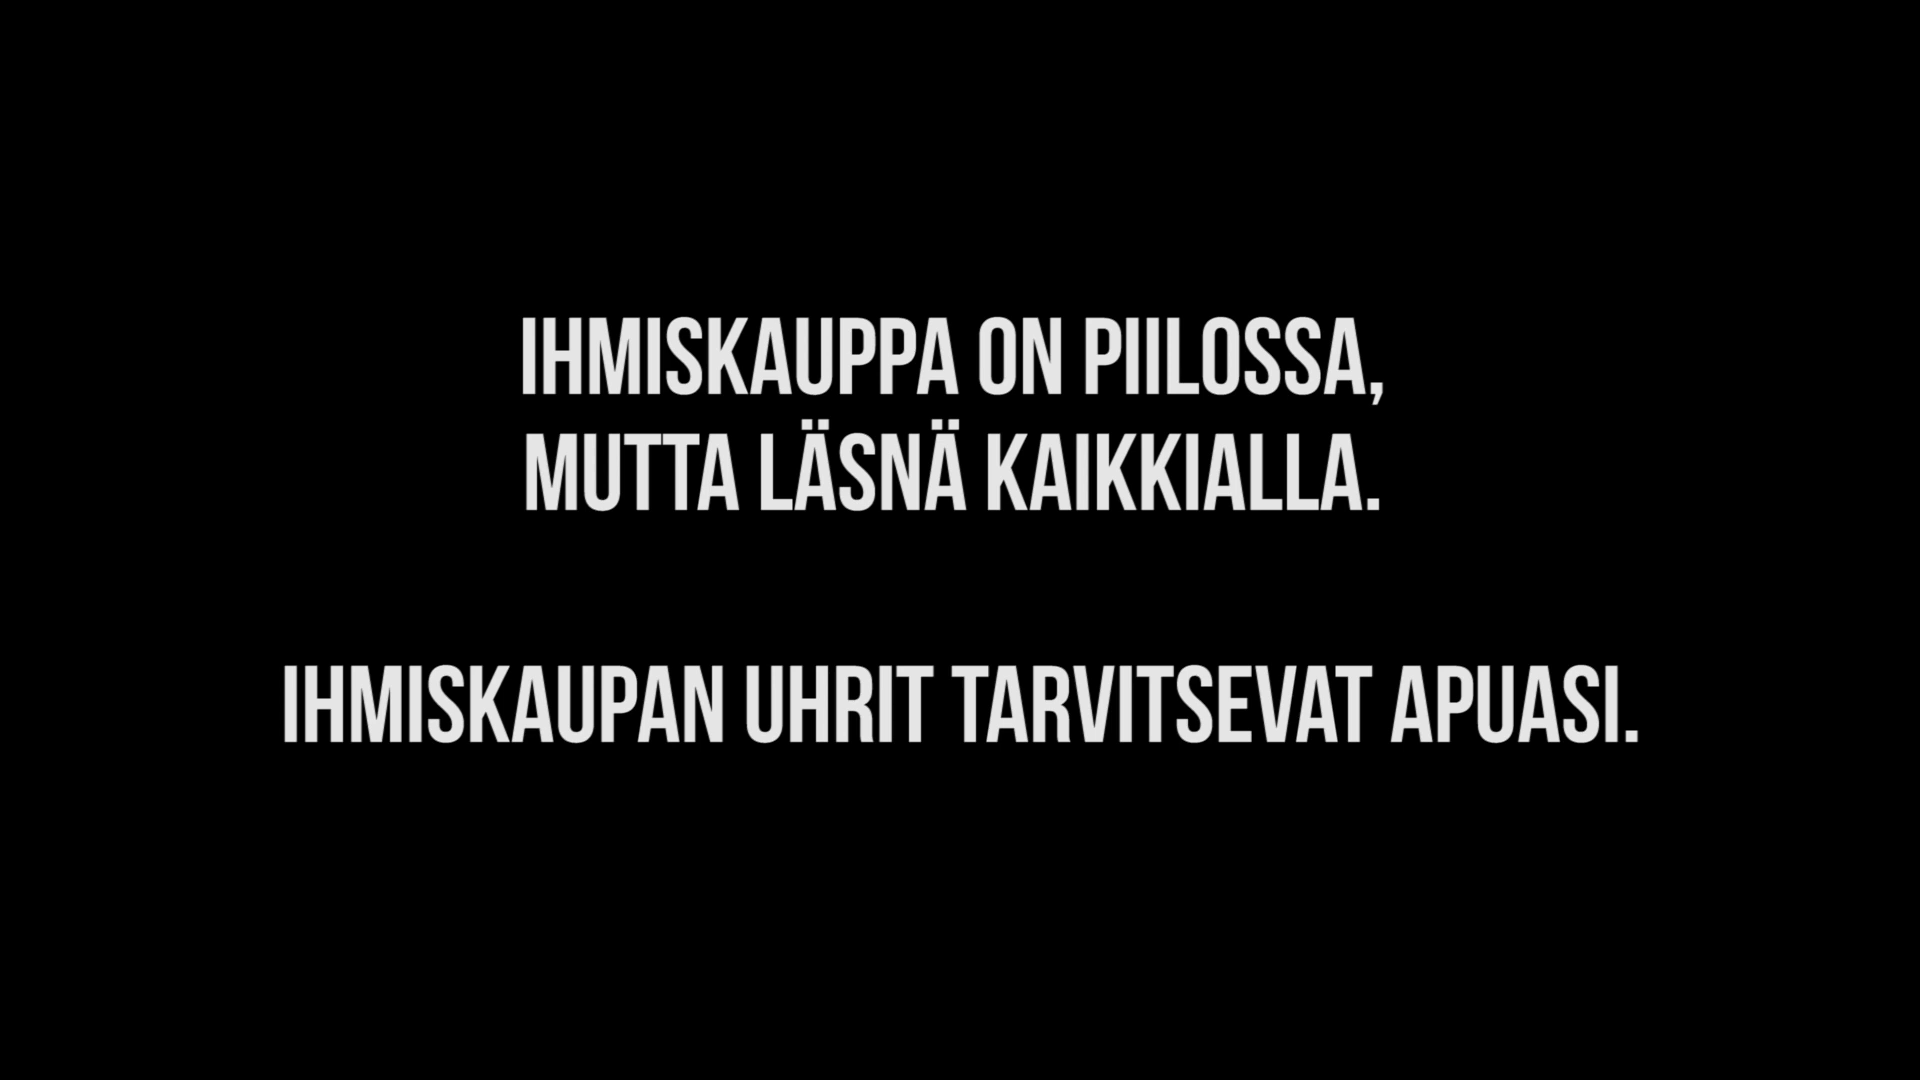 IHMISKAUPPA ON PIILOSSA,
MUTTA LÄSNÄ KAIKKIALLA.
IHMISKAUPAN UHRIT TARVITSEVAT APUASI.